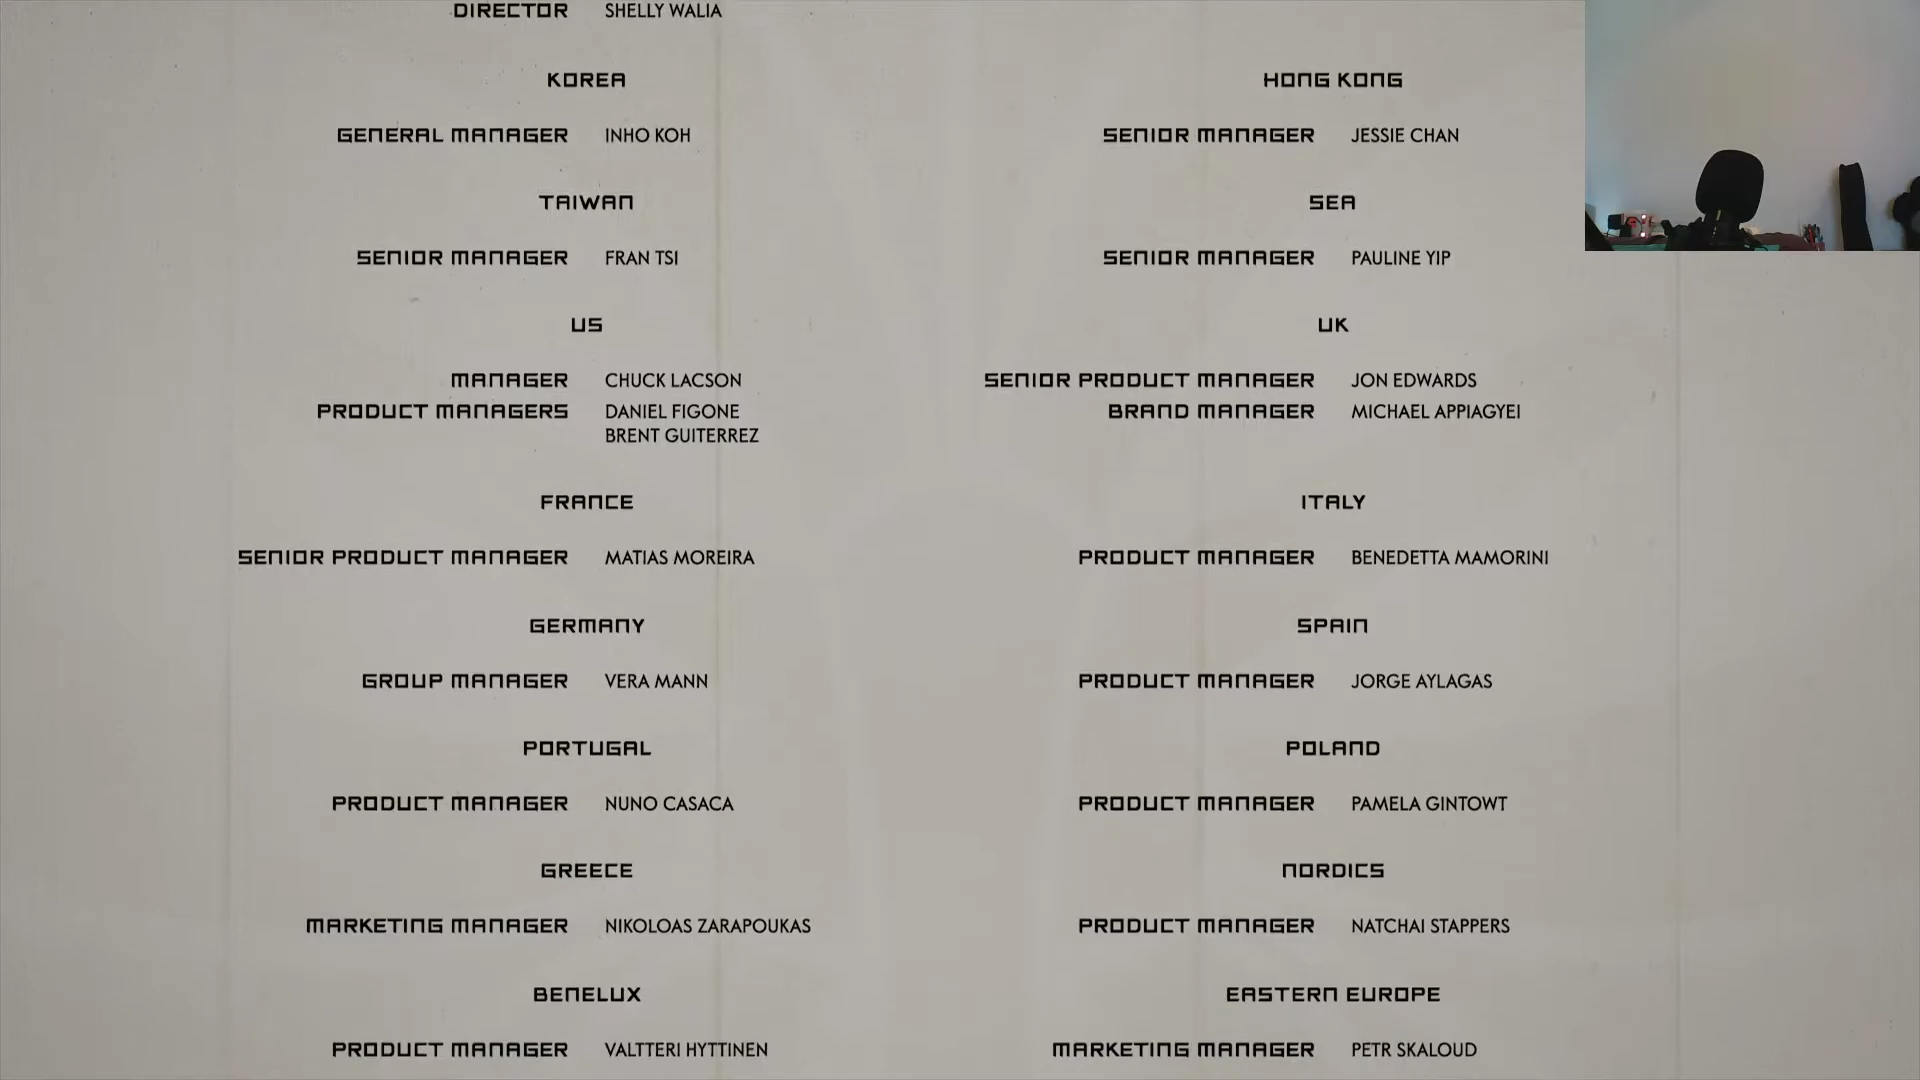 DIRECTOR SHELLY WALIA
KOREA
GENERAL MANAGER INHO KOH
HONG KONG
SENIOR MANAGER JESSIE CHAN
TAIWAN
SENIOR MANAGER FRAN TSI
SEA
SENIOR MANAGER PAULINE YIP
US
MANAGER CHUCK LACSON
PRODUCT MANAGERS DANIEL FIGONE
BRENT GUITERREZ
UK
SENIOR PRODUCT MANAGER JON EDWARDS
BRAND MANAGER MICHAEL APPIAGYEI
FRANCE
SENIOR PRODUCT MANAGER MATIAS MOREIRA
ITALY
PRODUCT MANAGER BENEDETTA MAMORINI
GERMANY
GROUP MANAGER VERA MANN
SPAIN
PRODUCT MANAGER JORGE AYLAGAS
PORTUGAL
PRODUCT MANAGER NUNO CASACA
POLAND
PRODUCT MANAGER PAMELA GINTOWT
GREECE
MARKETING MANAGER NIKOLOAS ZARAPOUKAS
NORDICS
PRODUCT MANAGER NATCHAI STAPPERS
BENELUX
PRODUCT MANAGER VALTTERI HYTTINEN
EASTERN EUROPE
MARKETING MANAGER PETR SKALOUD